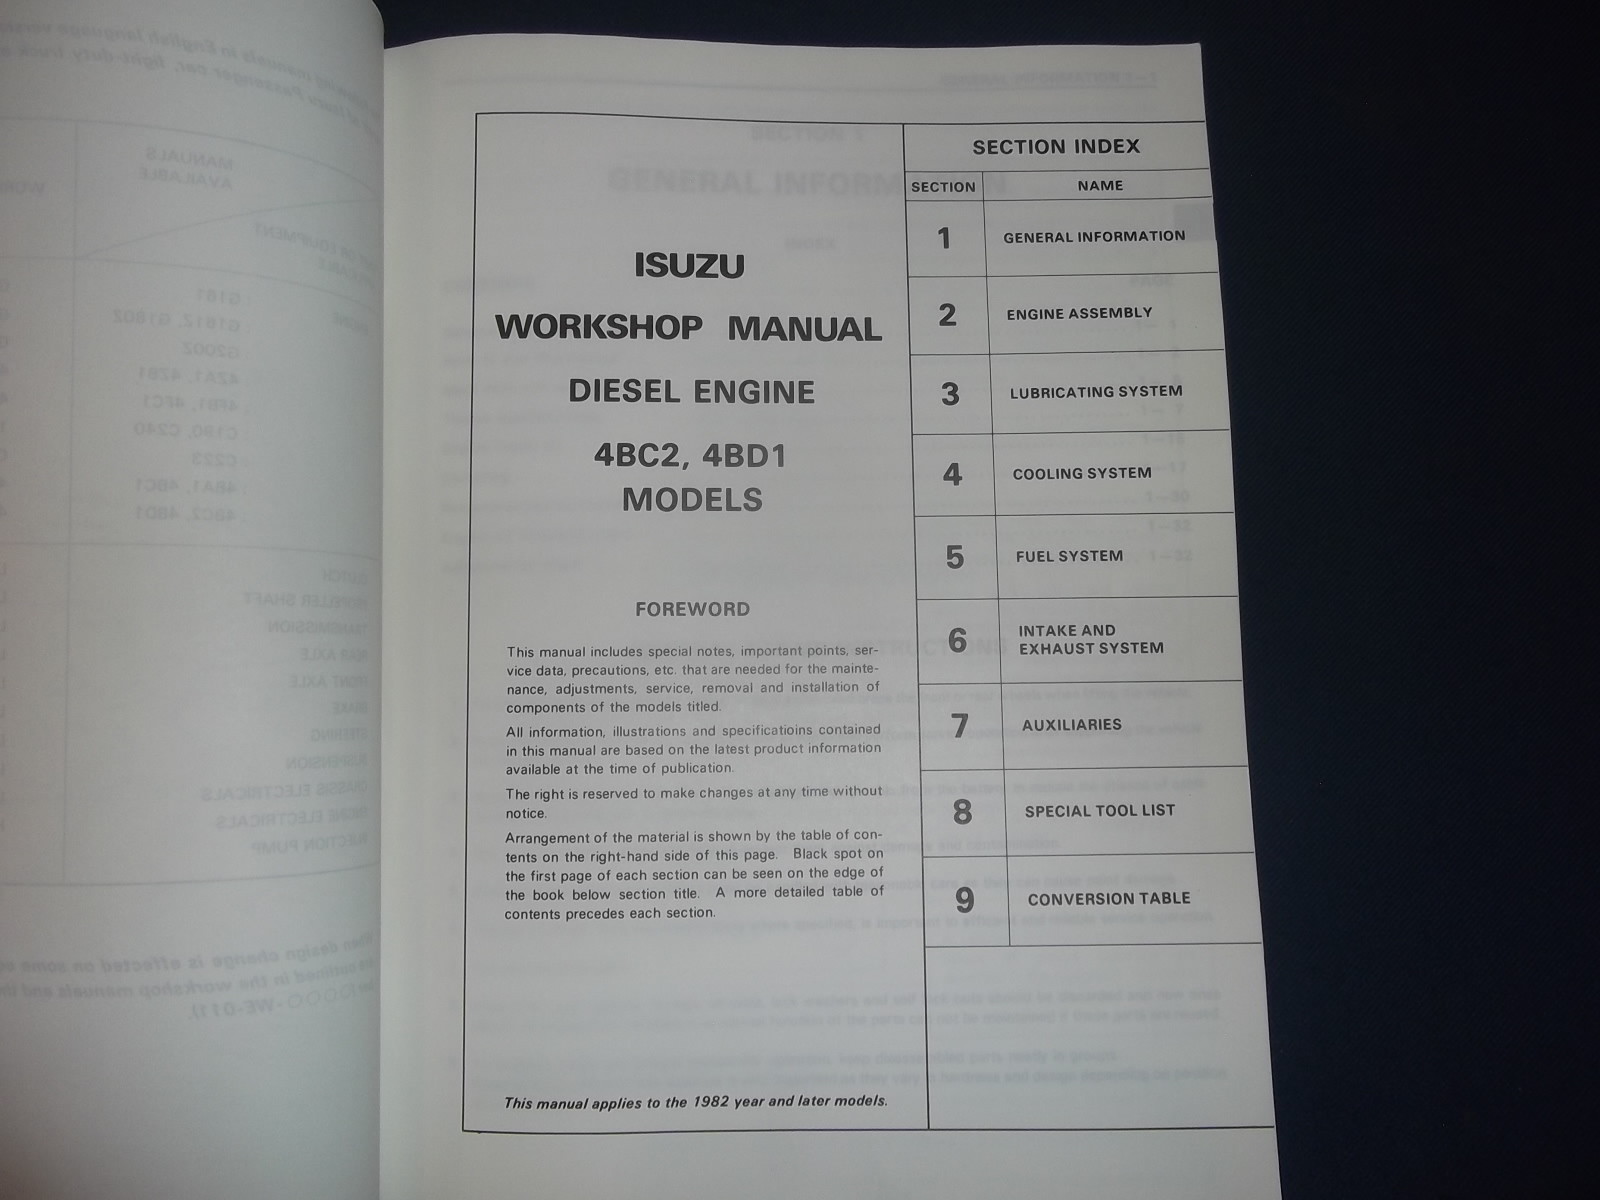 ISUZU
WORKSHOP MANUAL
DIESEL ENGINE
4BC2, 4BD1
MODELS
FOREWORD
This manual includes special notes, important points, ser-
vice data, precautions, etc. that are needed for the mainte-
nance, adjustments, service, removal and installation of
components of the models titled.
All information, illustrations and specificatioins contained
in this manual are based on the latest product information
available at the time of publication.
The right is reserved to make changes at any time without
notice.
Arrangement of the material is shown by the table of con-
tents on the right-hand side of this page. Black spot on
the first page of each section can be seen on the edge of
the book below section title. A more detailed table of
contents precedes each section.
This manual applies to the 1982 year and later models.
SECTION INDEX
SECTION NAME
1 GENERAL INFORMATION
2 ENGINE ASSEMBLY
3 LUBRICATING SYSTEM
4 COOLING SYSTEM
5 FUEL SYSTEM
6 INTAKE AND
EXHAUST SYSTEM
7 AUXILIARIES
8 SPECIAL TOOL LIST
9 CONVERSION TABLE